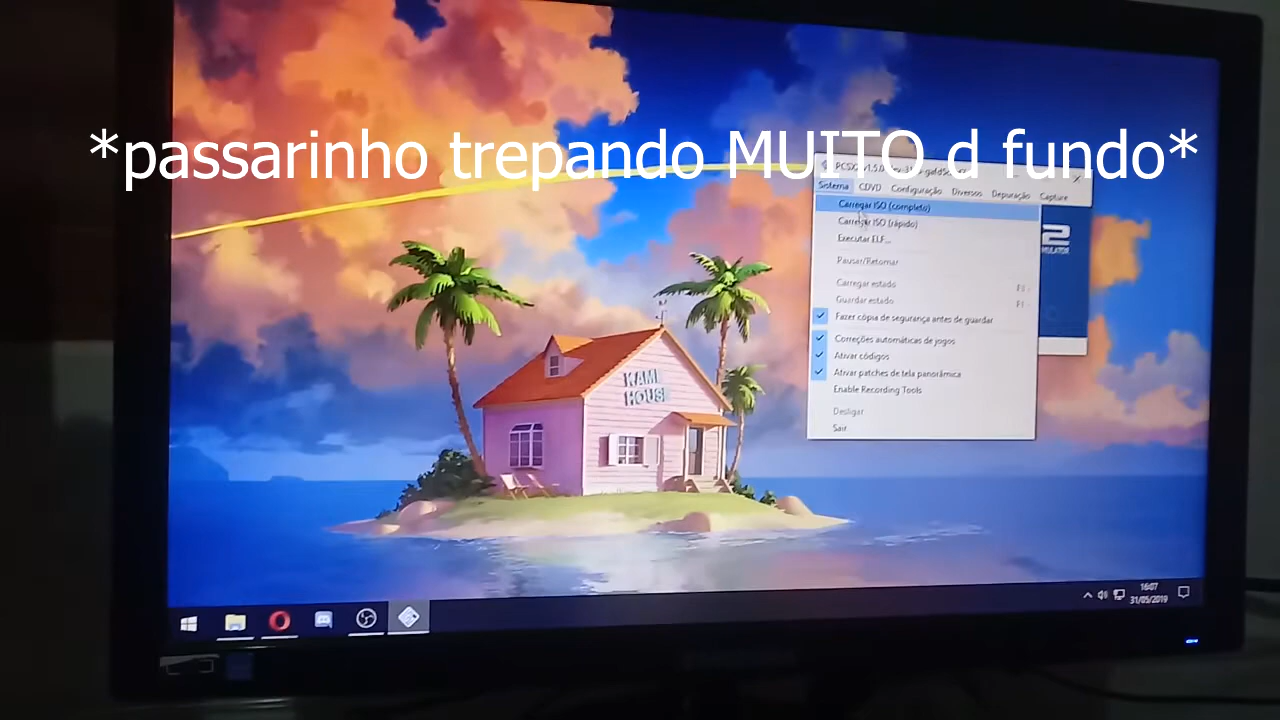 *passarinho trepando MUITO d fundo*
Sistema CDVD Configuração Diversos Depuração Capture
Carregar ISO (completo)
Carregar ISO (rápido)
Executar ELF...
Pausar/Retomar
Carregar estado
Guardar estado
Fazer cópia de segurança antes de guardar
Correções automáticas de jogos
Ativar códigos
Ativar patches de tela panorâmica
Enable Recording Tools
Desligar
Sair
KAME
HOUSE
16:07
31/05/2019